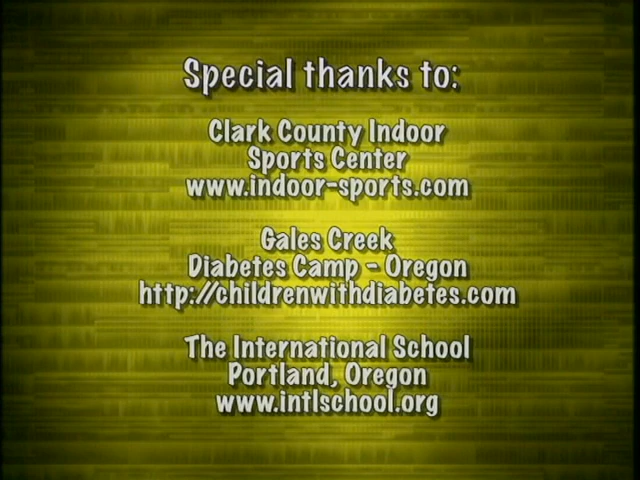 Special thanks to:
Clark County Indoor
Sports Center
www.indoor-sports.com
Gales Creek
Diabetes Camp - Oregon
http://childrenwithdiabetes.com
The International School
Portland, Oregon
www.intlschool.org